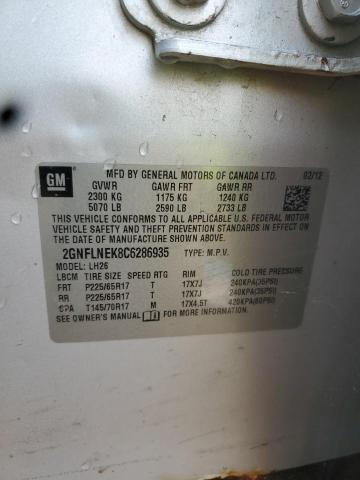 GM
MFD BY GENERAL MOTORS OF CANADA LTD. 02/12
GVWR GAWR FRT GAWR RR
2300 KG 1175 KG 1240 KG
5070 LB 2590 LB 2733 LB
THIS VEHICLE CONFORMS TO ALL APPLICABLE U.S. FEDERAL MOTOR
VEHICLE SAFETY AND THEFT PREVENTION STANDARDS IN EFFECT ON
THE DATE OF MANUFACTURE SHOWN ABOVE.
2GNFLNEK8C6286935 TYPE: M.P.V.
MODEL: LH26
LBCM TIRE SIZE SPEED RTG RIM COLD TIRE PRESSURE
FRT P225/65R17 T 17X7J 240KPA(35PSI)
RR P225/65R17 T 17X7J 240KPA(35PSI)
SPA T145/70R17 M 17X4.5T 420KPA(60PSI)
SEE OWNER'S MANUAL FOR MORE INFORMATION.